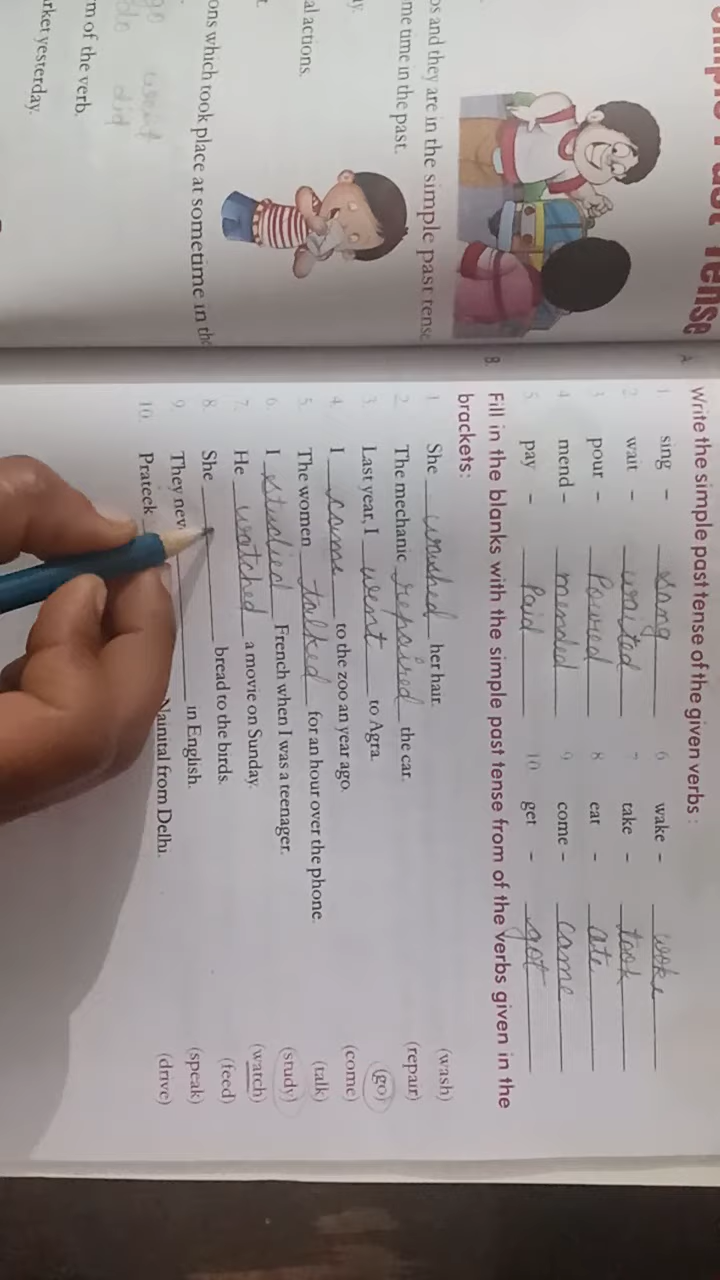 Tense
os and they are in the simple past tense
me time in the past.
al actions.
ons which took place at sometime in the
m of the verb.
rket yesterday.
went
did
A. Write the simple past tense of the given verbs :
1. sing – sang 6 wake – woke
2. wait – waited 7 take – took
3 pour – Poured 8 eat – ate
4 mend – mended 9 come – came
5. pay – Paid 10 get – got
B. Fill in the blanks with the simple past tense from of the verbs given in the
brackets:
1. She washed her hair. (wash)
2. The mechanic repaired the car. (repair)
3. Last year, I went to Agra. (go)
4. I came to the zoo an year ago. (come)
5. The women talked for an hour over the phone. (talk)
6. I studied French when I was a teenager. (study)
7. He watched a movie on Sunday. (watch)
8. She bread to the birds. (feed)
9. They nev in English. (speak)
10. Prateek Nainital from Delhi. (drive)